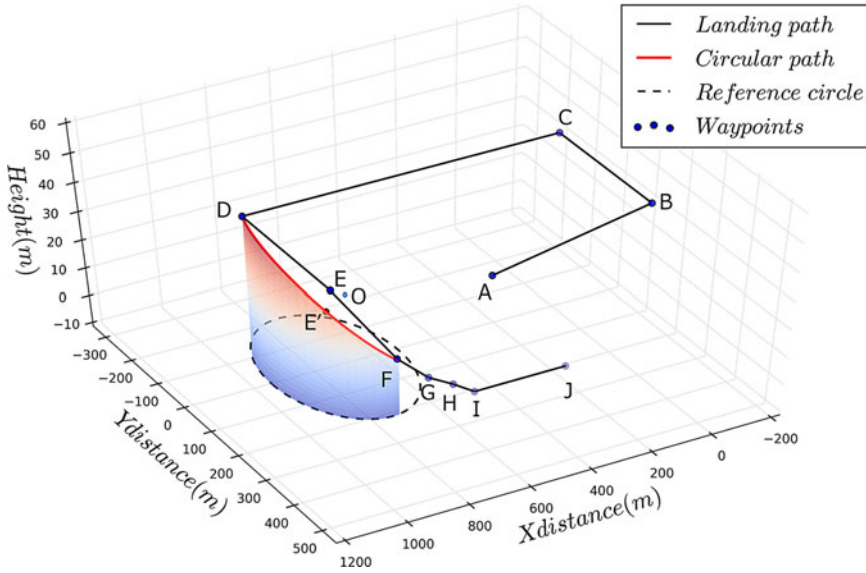 Landing path
Circular path
Reference circle
Waypoints
60
50
40
30
20
10
0
−10
Height(m)
C
D
B
E
O
A
E′
F
G
H
I
J
−300
−200
−100
0
100
200
300
400
500
Ydistance(m)
1200
1000
800
600
400
200
0
−200
Xdistance(m)